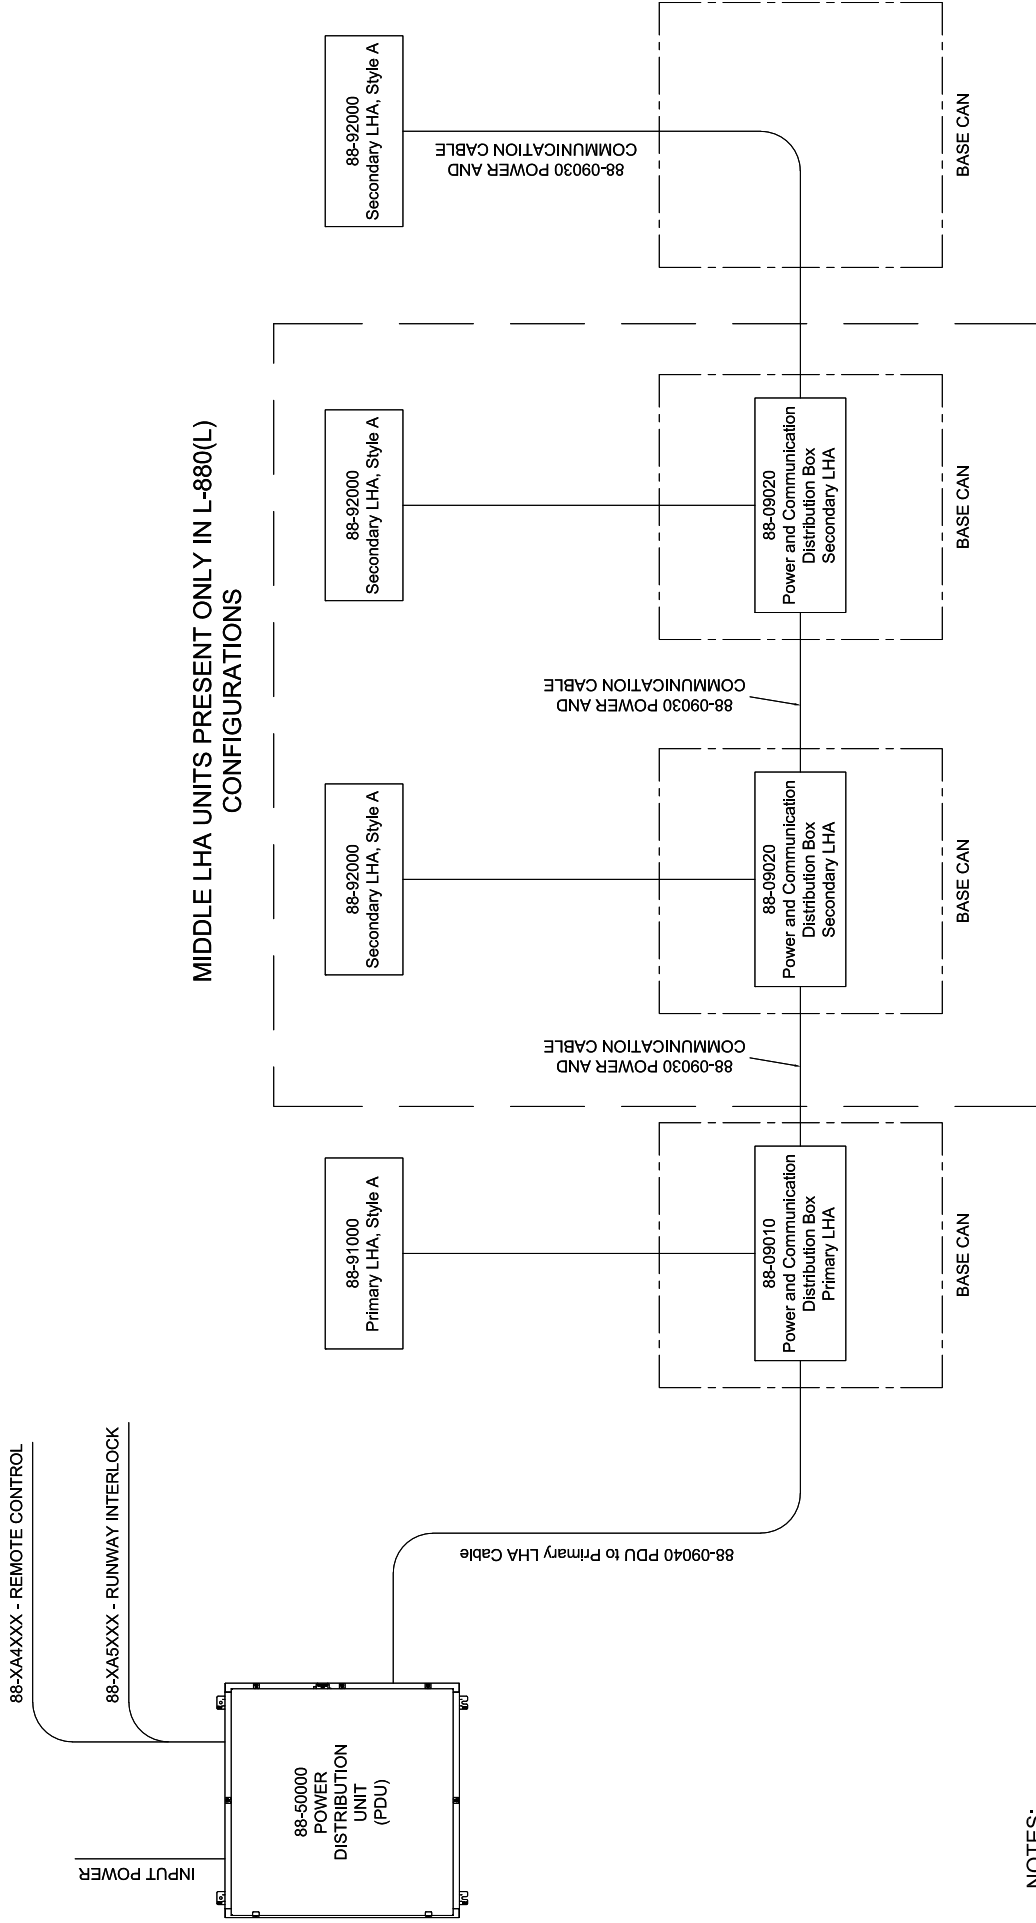 88-XA4XXX - REMOTE CONTROL
88-XA5XXX - RUNWAY INTERLOCK
INPUT POWER
88-50000
POWER
DISTRIBUTION
UNIT
(PDU)
88-09040 PDU to Primary LHA Cable
MIDDLE LHA UNITS PRESENT ONLY IN L-880(L)
CONFIGURATIONS
88-91000
Primary LHA, Style A
88-92000
Secondary LHA, Style A
88-92000
Secondary LHA, Style A
88-92000
Secondary LHA, Style A
88-09030 POWER AND
COMMUNICATION CABLE
88-09030 POWER AND
COMMUNICATION CABLE
88-09030 POWER AND
COMMUNICATION CABLE
88-09010
Power and Communication
Distribution Box
Primary LHA
88-09020
Power and Communication
Distribution Box
Secondary LHA
88-09020
Power and Communication
Distribution Box
Secondary LHA
BASE CAN
BASE CAN
BASE CAN
BASE CAN
NOTES: